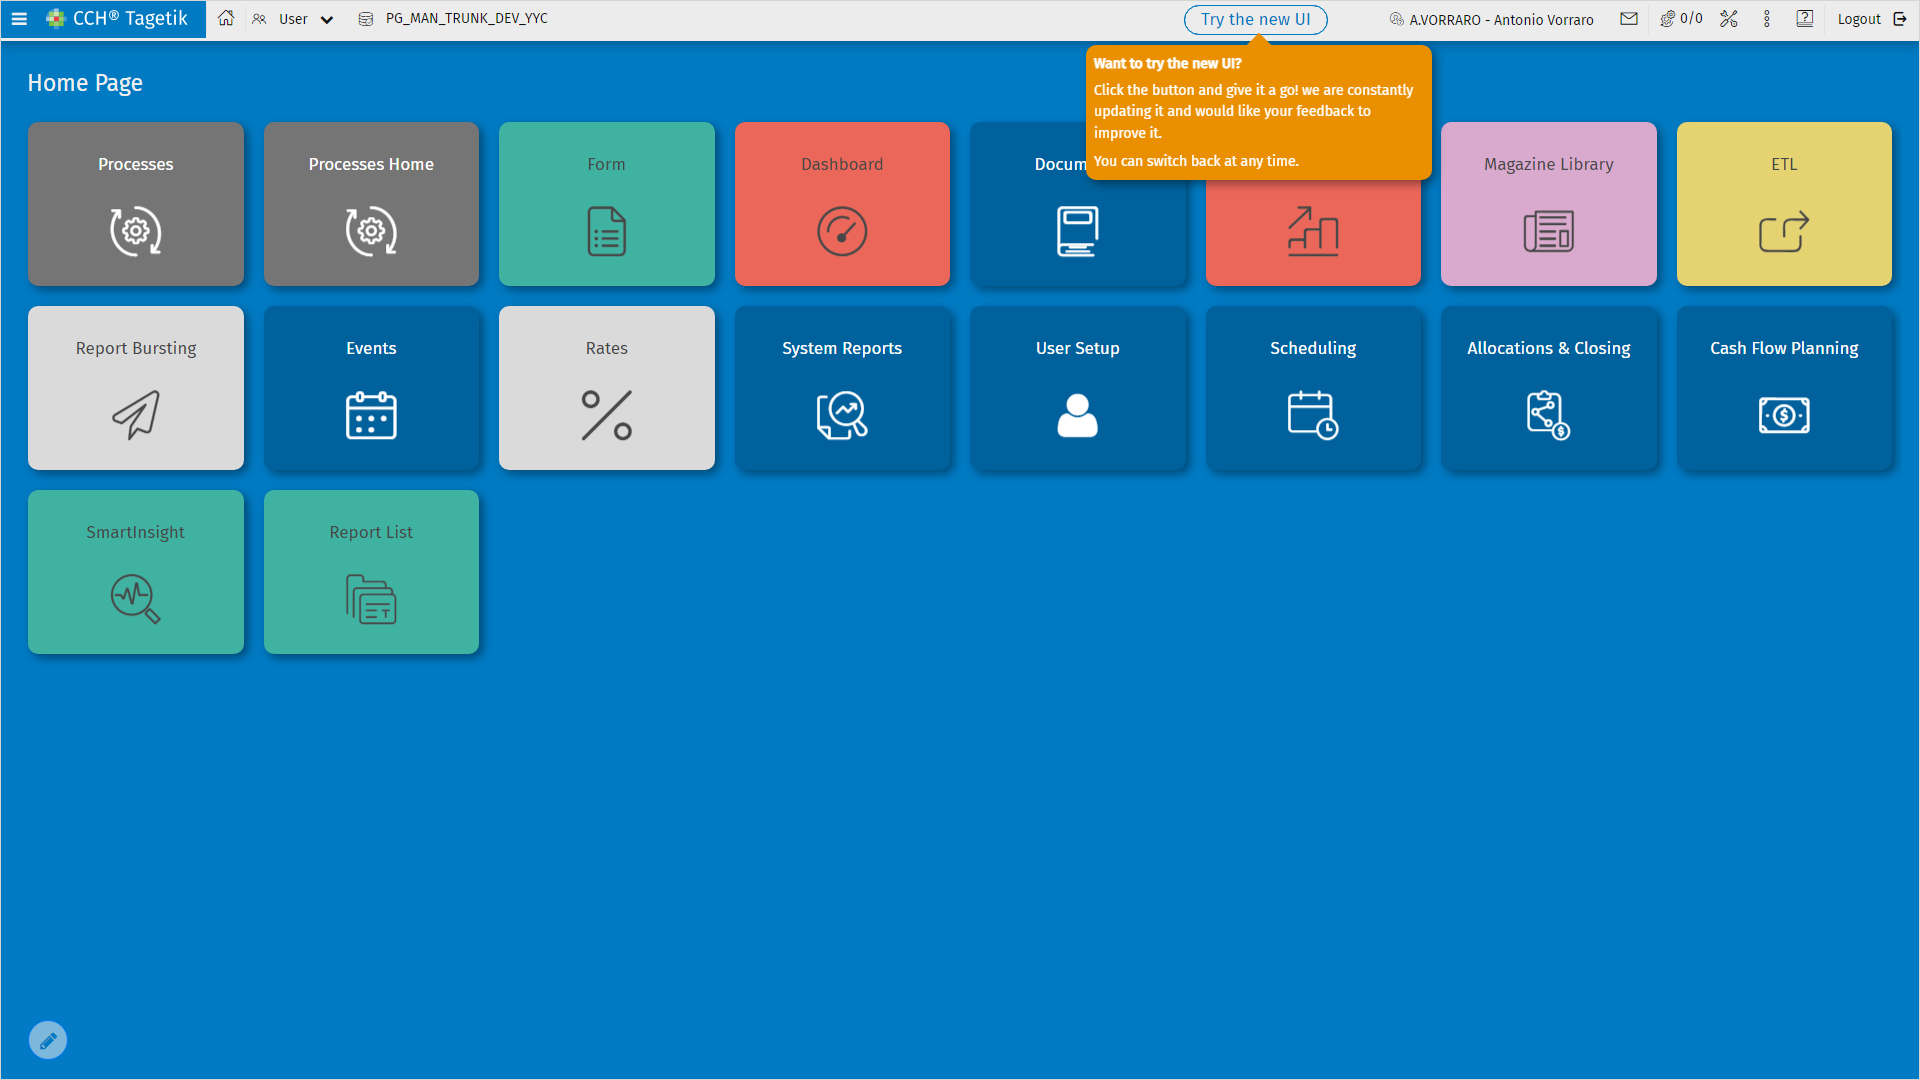 CCH® Tagetik
User
PG_MAN_TRUNK_DEV_YYC
Try the new UI
A.VORRARO - Antonio Vorraro
0/0
Logout
Want to try the new UI?
Click the button and give it a go! we are constantly
updating it and would like your feedback to
improve it.
You can switch back at any time.
Home Page
Processes
Processes Home
Form
Dashboard
Docum
Magazine Library
ETL
Report Bursting
Events
Rates
System Reports
User Setup
Scheduling
Allocations & Closing
Cash Flow Planning
SmartInsight
Report List